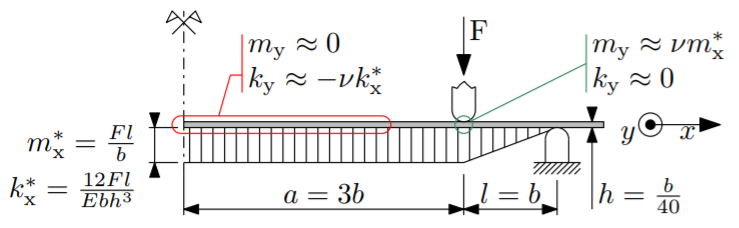 F
m_y ≈ 0
k_y ≈ −νk_x^*
m_y ≈ νm_x^*
k_y ≈ 0
m_x^* = Fl/b
k_x^* = 12Fl/Ebh³
y x
a = 3b
l = b
h = b/40